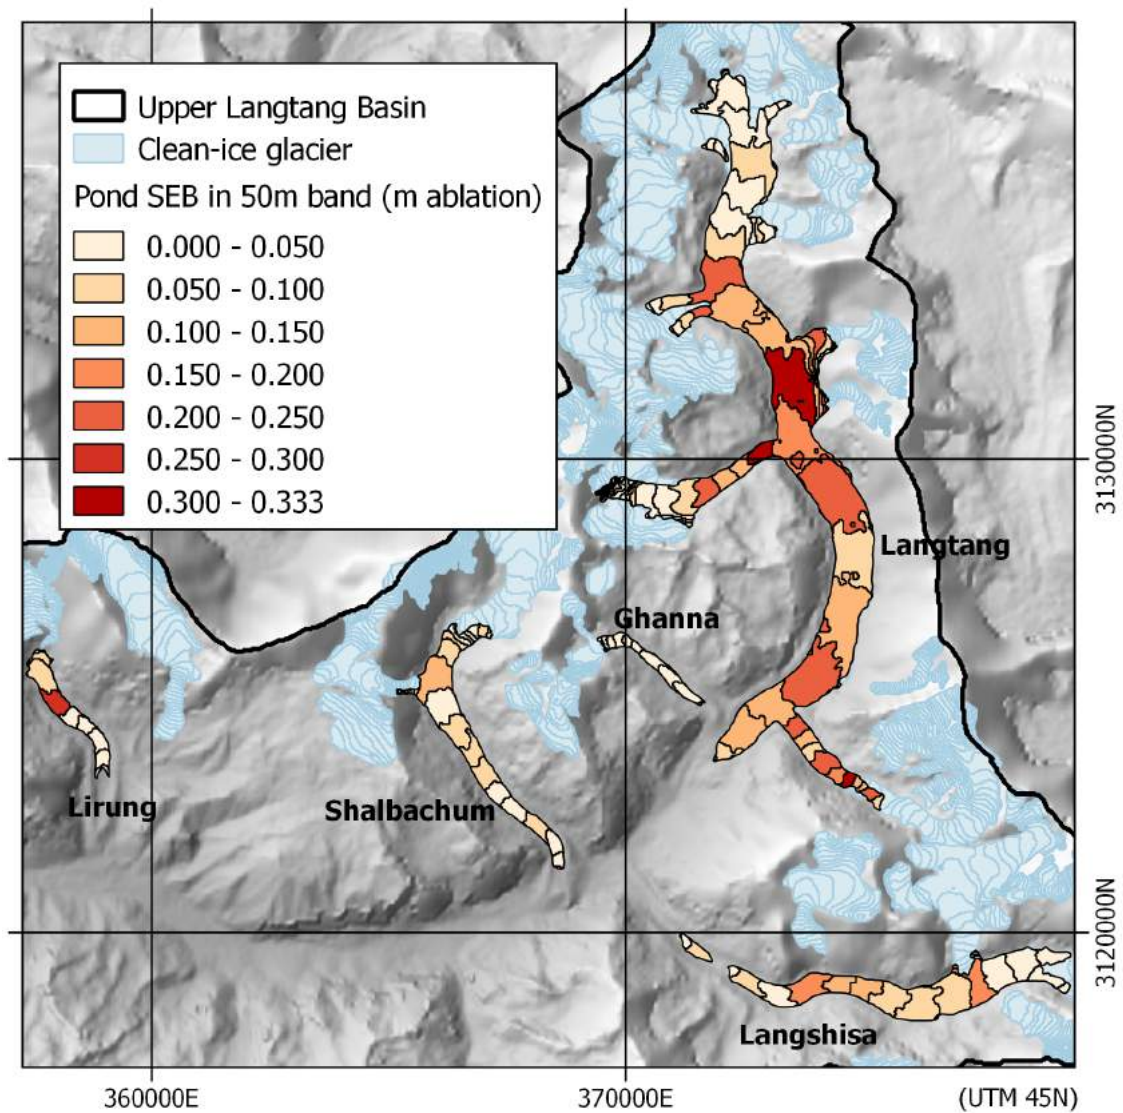 Upper Langtang Basin
Clean-ice glacier
Pond SEB in 50m band (m ablation)
0.000 - 0.050
0.050 - 0.100
0.100 - 0.150
0.150 - 0.200
0.200 - 0.250
0.250 - 0.300
0.300 - 0.333
3130000N
Langtang
Ghanna
Lirung
Shalbachum
3120000N
Langshisa
360000E
370000E
(UTM 45N)